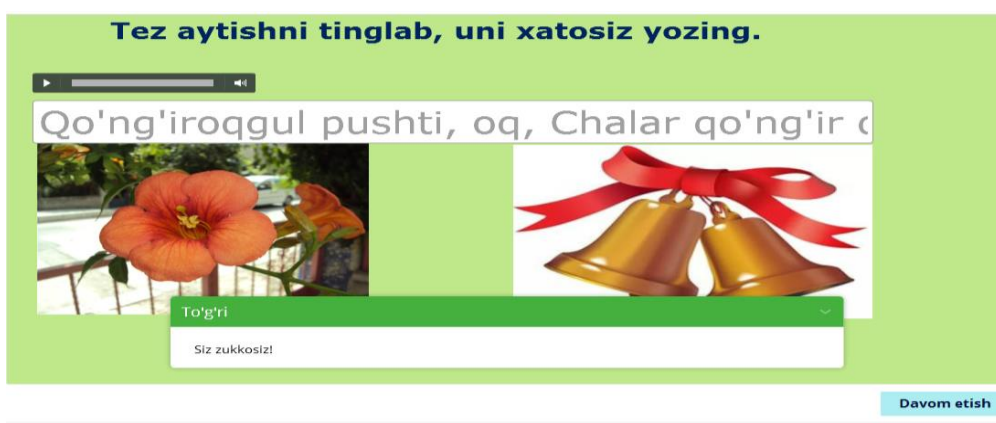 Tez aytishni tinglab, uni xatosiz yozing.
Qo'ng'iroqgul pushti, oq, Chalar qo'ng'ir
To'g'ri
Siz zukkosiz!
Davom etish